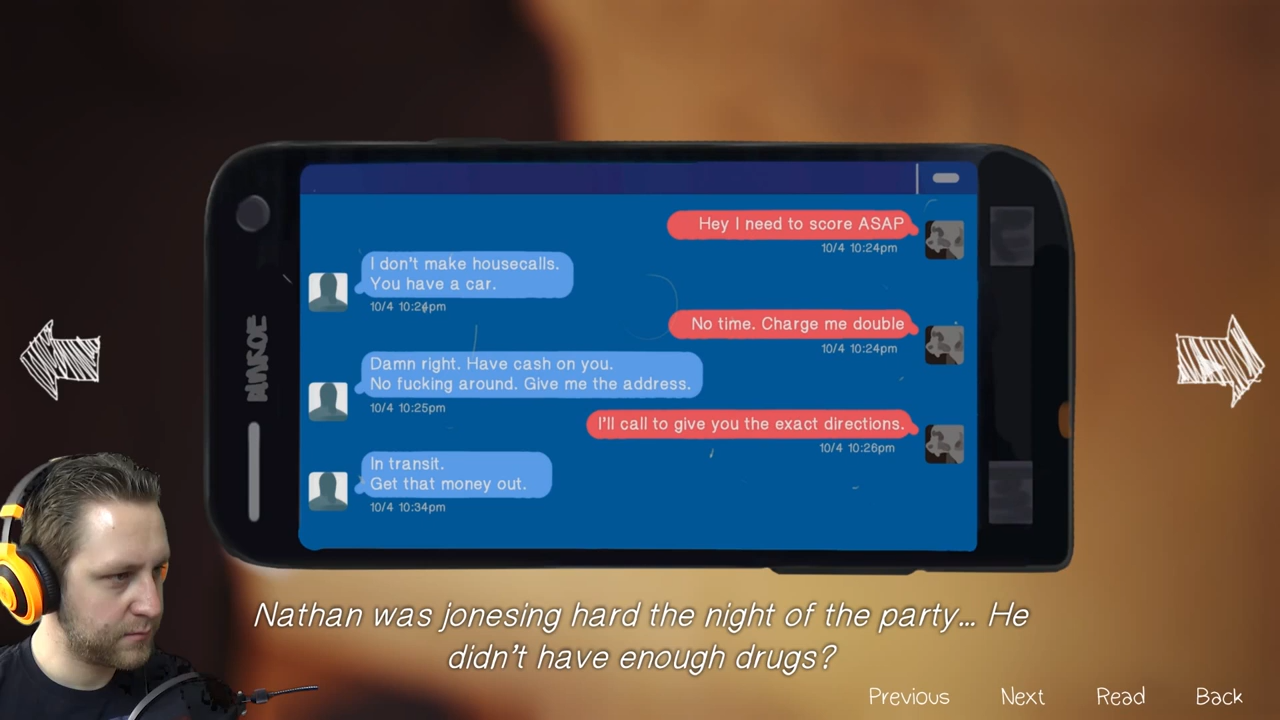 Hey I need to score ASAP
10/4 10:24pm
I don't make housecalls.
You have a car.
10/4 10:24pm
No time. Charge me double
10/4 10:24pm
Damn right. Have cash on you.
No fucking around. Give me the address.
10/4 10:25pm
I'll call to give you the exact directions.
10/4 10:26pm
In transit.
Get that money out.
10/4 10:34pm
Nathan was jonesing hard the night of the party... He
didn't have enough drugs?
Previous Next Read Back